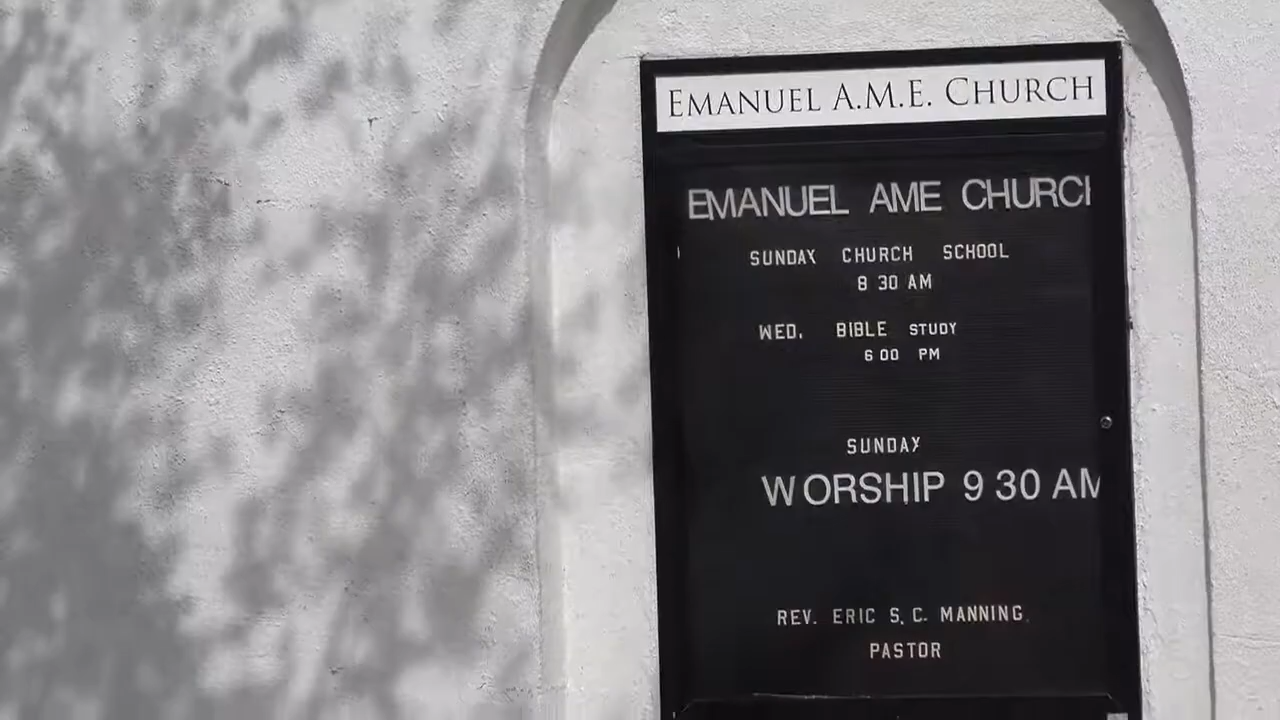 EMANUEL A.M.E. CHURCH
EMANUEL AME CHURCH
SUNDAY CHURCH SCHOOL
8 30 AM
WED. BIBLE STUDY
6 00 PM
SUNDAY
WORSHIP 9 30 AM
REV. ERIC S. C. MANNING
PASTOR